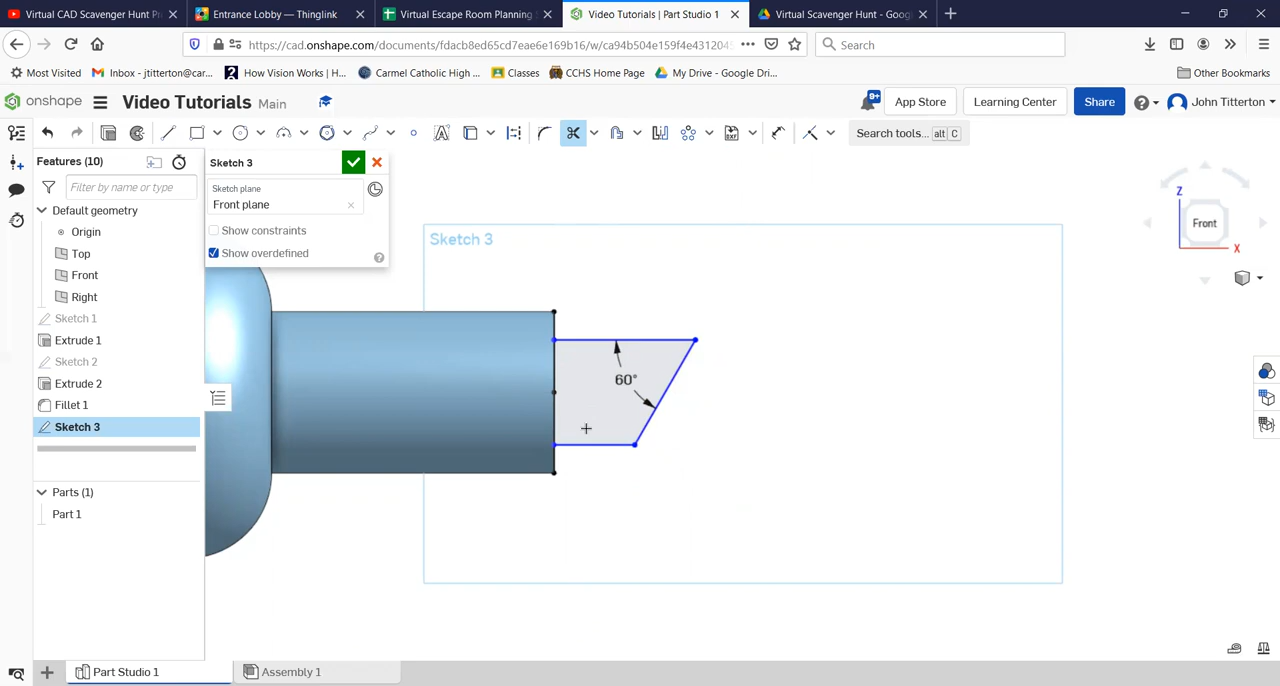 Virtual CAD Scavenger Hunt Pr
Entrance Lobby — Thinglink
Virtual Escape Room Planning
Video Tutorials | Part Studio 1
Virtual Scavenger Hunt - Goog
https://cad.onshape.com/documents/fdacb8ed65cd7eae6e169b16/w/ca94b504e159f4e4312045
Search
Most Visited
Inbox - jtitterton@car...
How Vision Works | H...
Carmel Catholic High ...
Classes
CCHS Home Page
My Drive - Google Dri...
Other Bookmarks
onshape
Video Tutorials Main
9+
App Store
Learning Center
Share
John Titterton
Search tools... alt C
Features (10)
Filter by name or type
Default geometry
Origin
Top
Front
Right
Sketch 1
Extrude 1
Sketch 2
Extrude 2
Fillet 1
Sketch 3
Parts (1)
Part 1
Sketch 3
Sketch plane
Front plane
Show constraints
Show overdefined
Sketch 3
60°
Z
Front
X
Part Studio 1
Assembly 1